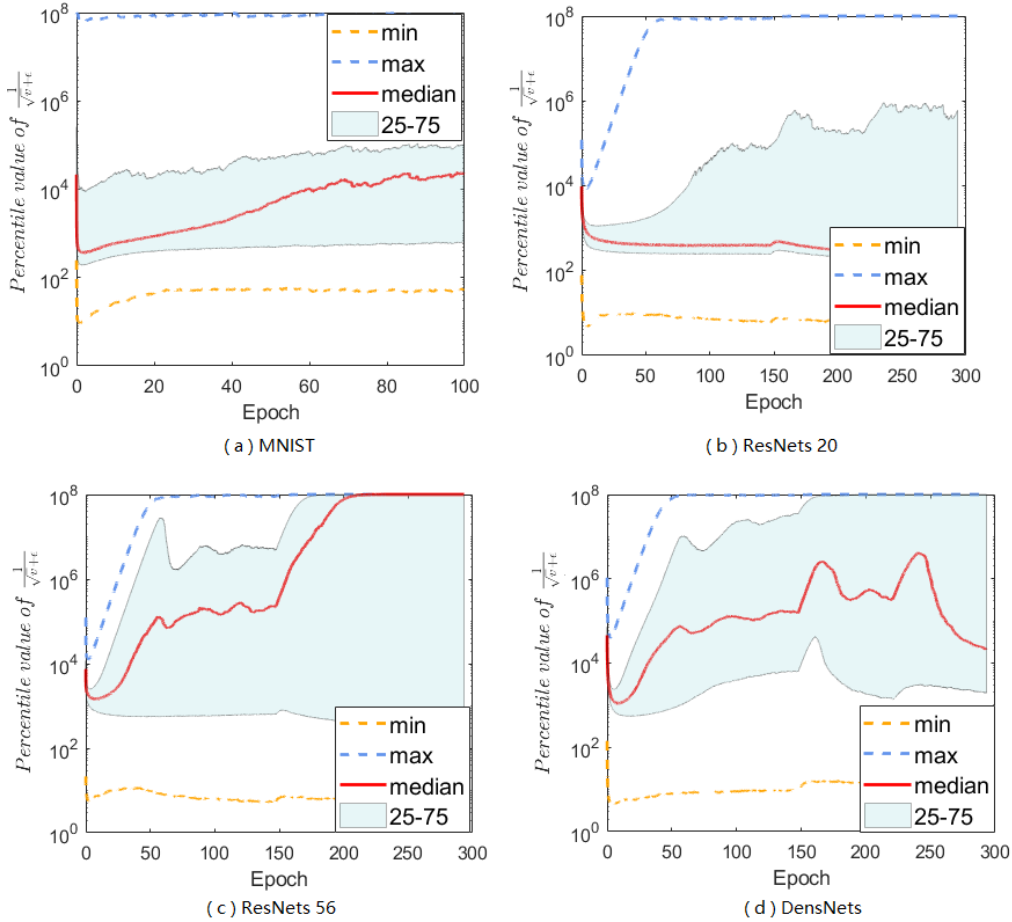 Percentile value of 1/√v+ϵ
10^8
10^6
10^4
10^2
10^0
min
max
median
25-75
0 20 40 60 80 100
Epoch
( a ) MNIST
Percentile value of 1/√v+ϵ
10^8
10^6
10^4
10^2
10^0
min
max
median
25-75
0 50 100 150 200 250 300
Epoch
( b ) ResNets 20
Percentile value of 1/√v+ϵ
10^8
10^6
10^4
10^2
10^0
min
max
median
25-75
0 50 100 150 200 250 300
Epoch
( c ) ResNets 56
Percentile value of 1/√v+ϵ
10^8
10^6
10^4
10^2
10^0
min
max
median
25-75
0 50 100 150 200 250 300
Epoch
( d ) DensNets